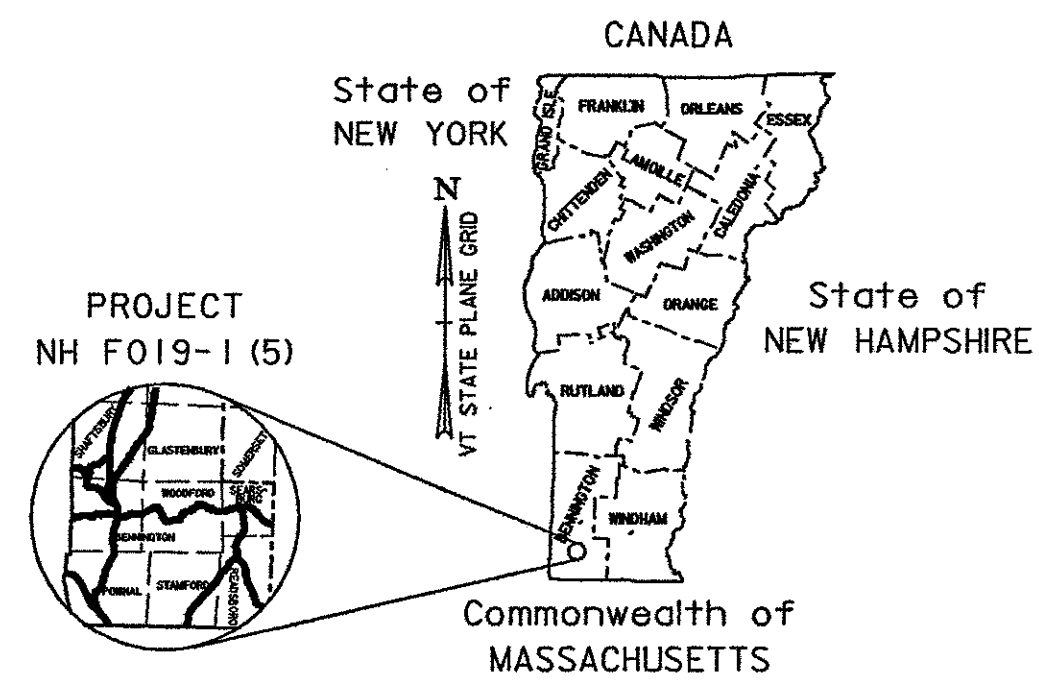 CANADA
State of
NEW YORK
GRAND ISLE
FRANKLIN
ORLEANS
ESSEX
LAMOILLE
CHITTENDEN
CALEDONIA
WASHINGTON
N
VT STATE PLANE GRID
ADDISON
ORANGE
State of
NEW HAMPSHIRE
PROJECT
NH F019-1 (5)
RUTLAND
WINDSOR
BENNINGTON
WINDHAM
SHAFTSBURY
GLASTENBURY
SOMERSET
WOODFORD
SEARS
BURG
BENNINGTON
POWNAL
STAMFORD
READSBORO
Commonwealth of
MASSACHUSETTS